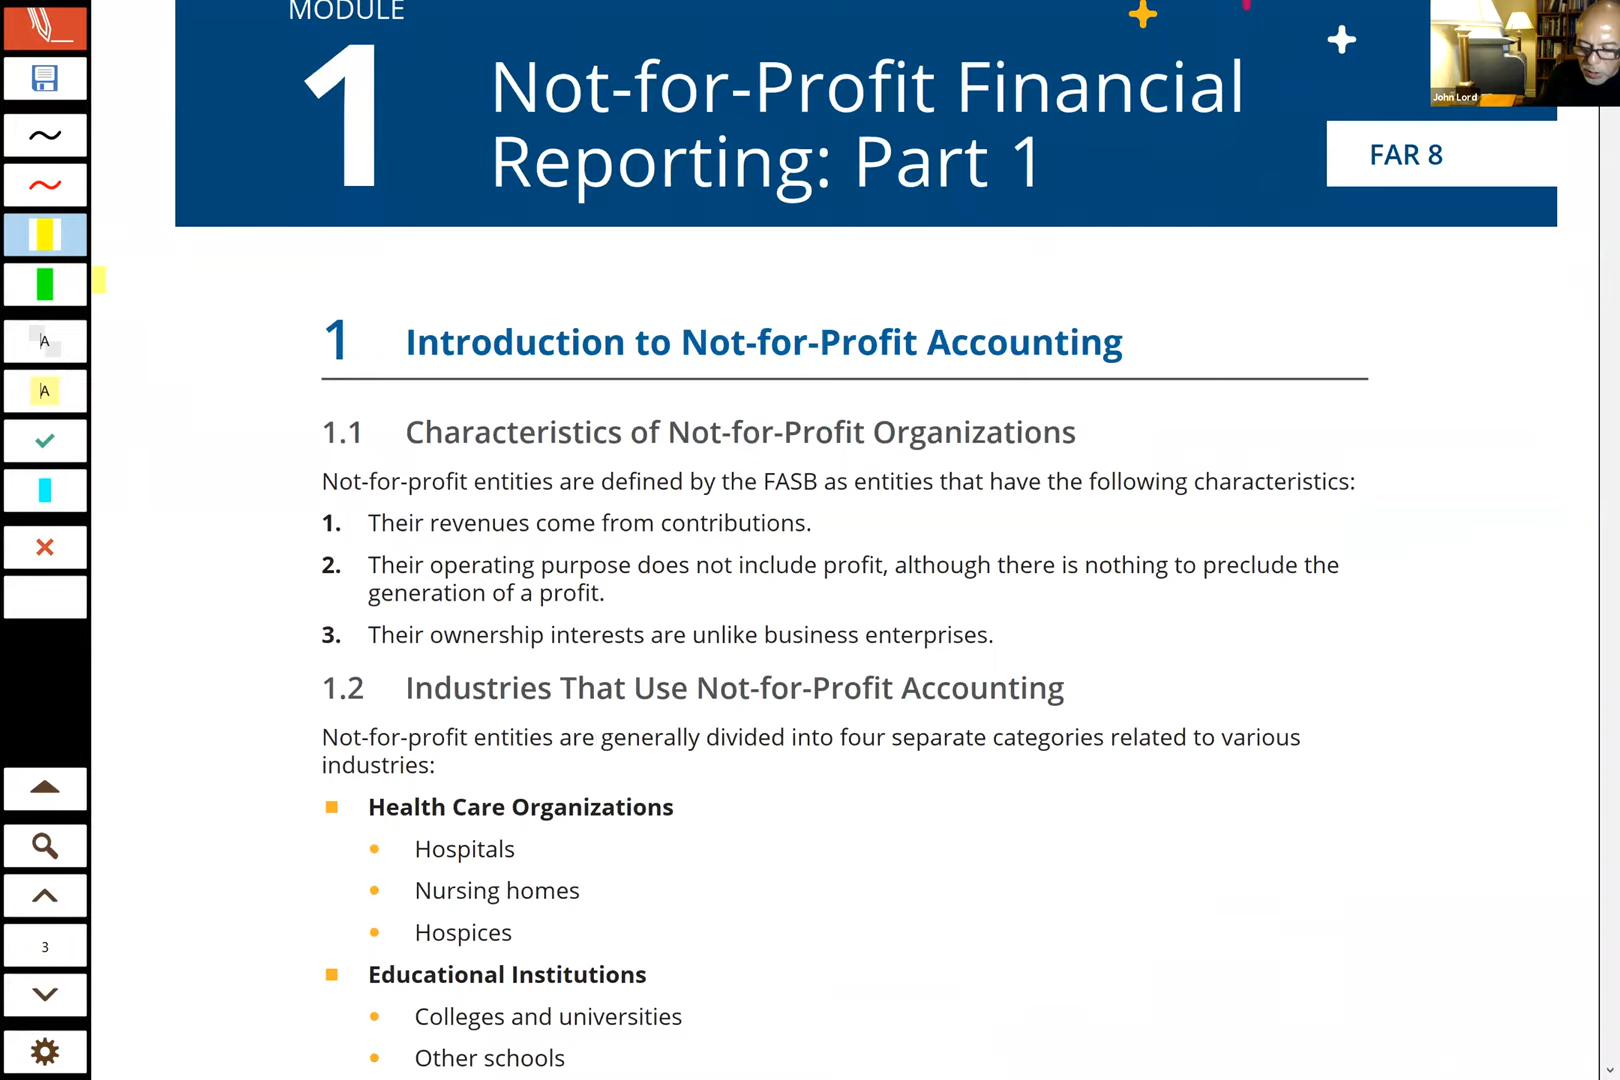 MODULE
1
Not-for-Profit Financial
Reporting: Part 1
FAR 8
John Lord
1 Introduction to Not-for-Profit Accounting
1.1 Characteristics of Not-for-Profit Organizations
Not-for-profit entities are defined by the FASB as entities that have the following characteristics:
1. Their revenues come from contributions.
2. Their operating purpose does not include profit, although there is nothing to preclude the
generation of a profit.
3. Their ownership interests are unlike business enterprises.
1.2 Industries That Use Not-for-Profit Accounting
Not-for-profit entities are generally divided into four separate categories related to various
industries:
Health Care Organizations
Hospitals
Nursing homes
Hospices
Educational Institutions
Colleges and universities
Other schools
A
A
3